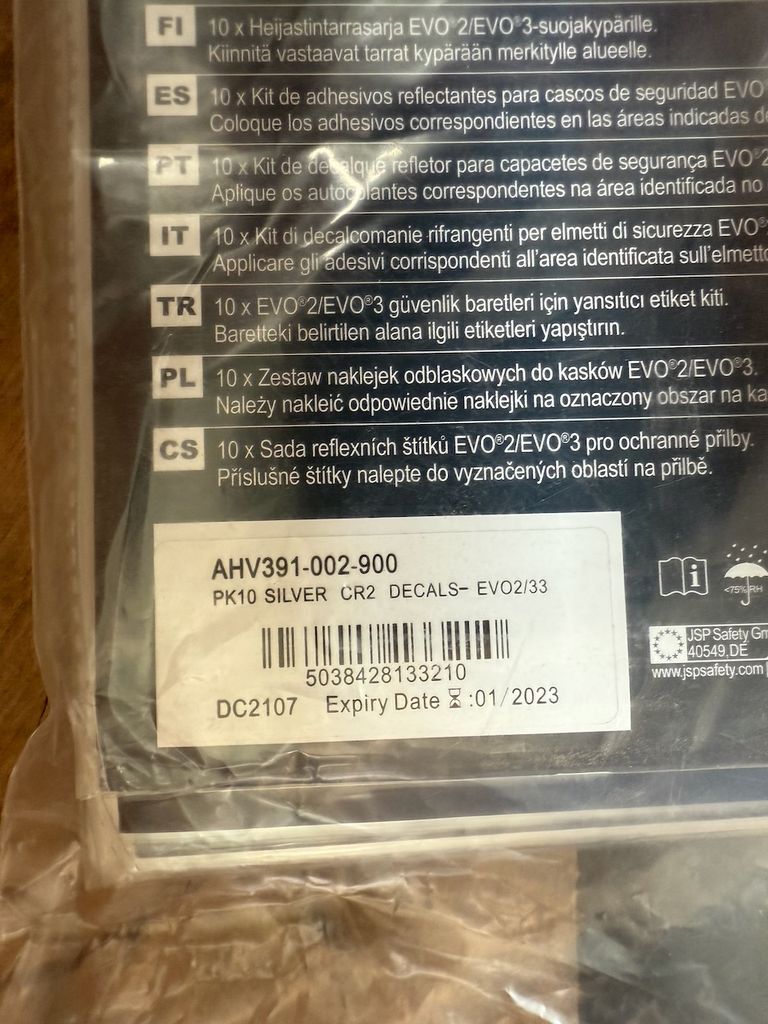 FI 10 x Heijastintarrasarja EVO®2/EVO®3-suojakypärille.
Kiinnitä vastaavat tarrat kypärään merkitylle alueelle.
ES 10 x Kit de adhesivos reflectantes para cascos de seguridad EVO®
Coloque los adhesivos correspondientes en las áreas indicadas de
PT 10 x Kit de decalque refletor para capacetes de segurança EVO®2
Aplique os autocolantes correspondentes na área identificada no
IT 10 x Kit di decalcomanie rifrangenti per elmetti di sicurezza EVO®
Applicare gli adesivi corrispondenti all'area identificata sull'elmetto
TR 10 x EVO®2/EVO®3 güvenlik baretleri için yansıtıcı etiket kiti.
Baretteki belirtilen alana ilgili etiketleri yapıştırın.
PL 10 x Zestaw naklejek odblaskowych do kasków EVO®2/EVO®3.
Należy nakleić odpowiednie naklejki na oznaczony obszar na ka
CS 10 x Sada reflexních štítků EVO®2/EVO®3 pro ochranné přilby.
Příslušné štítky nalepte do vyznačených oblastí na přilbě.
AHV391-002-900
PK10 SILVER CR2 DECALS- EVO2/33
5038428133210
DC2107 Expiry Date :01/2023
i
<75% RH
JSP Safety Gm
40549, DE
www.jspsafety.com